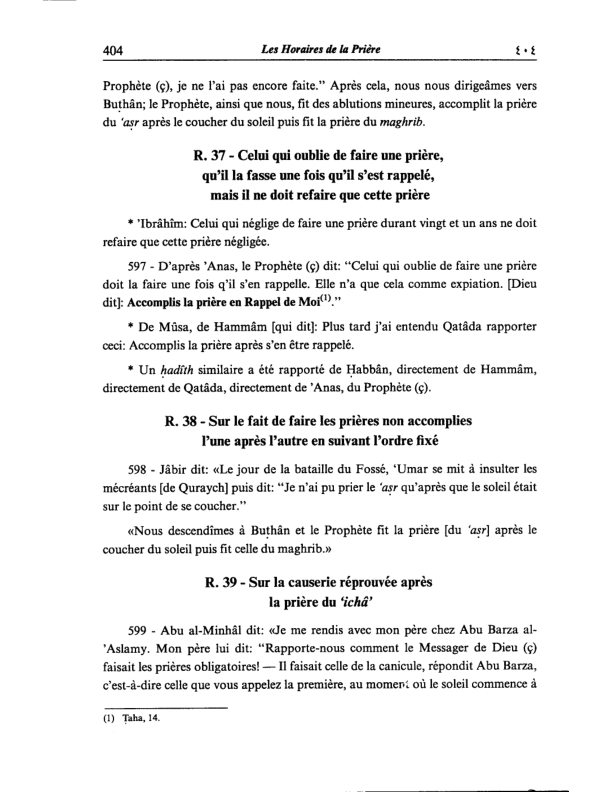 404 Les Horaires de la Prière ٤٠٤
Prophète (ç), je ne l'ai pas encore faite.” Après cela, nous nous dirigeâmes vers
Buṭhân; le Prophète, ainsi que nous, fit des ablutions mineures, accomplit la prière
du ‘aṣr après le coucher du soleil puis fit la prière du maghrib.
R. 37 - Celui qui oublie de faire une prière,
qu'il la fasse une fois qu'il s'est rappelé,
mais il ne doit refaire que cette prière
* ’Ibrâhîm: Celui qui néglige de faire une prière durant vingt et un ans ne doit
refaire que cette prière négligée.
597 - D'après ’Anas, le Prophète (ç) dit: “Celui qui oublie de faire une prière
doit la faire une fois q'il s'en rappelle. Elle n'a que cela comme expiation. [Dieu
dit]: Accomplis la prière en Rappel de Moi(1).”
* De Mûsa, de Hammâm [qui dit]: Plus tard j'ai entendu Qatâda rapporter
ceci: Accomplis la prière après s'en être rappelé.
* Un ḥadîth similaire a été rapporté de Ḥabbân, directement de Hammâm,
directement de Qatâda, directement de ’Anas, du Prophète (ç).
R. 38 - Sur le fait de faire les prières non accomplies
l'une après l'autre en suivant l'ordre fixé
598 - Jâbir dit: «Le jour de la bataille du Fossé, ‘Umar se mit à insulter les
mécréants [de Quraych] puis dit: “Je n'ai pu prier le ‘aṣr qu'après que le soleil était
sur le point de se coucher.”
«Nous descendîmes à Buṭhân et le Prophète fit la prière [du ‘aṣr] après le
coucher du soleil puis fit celle du maghrib.»
R. 39 - Sur la causerie réprouvée après
la prière du ‘ichâ’
599 - Abu al-Minhâl dit: «Je me rendis avec mon père chez Abu Barza al-
’Aslamy. Mon père lui dit: “Rapporte-nous comment le Messager de Dieu (ç)
faisait les prières obligatoires! — Il faisait celle de la canicule, répondit Abu Barza,
c'est-à-dire celle que vous appelez la première, au moment où le soleil commence à
(1) Ṭaha, 14.